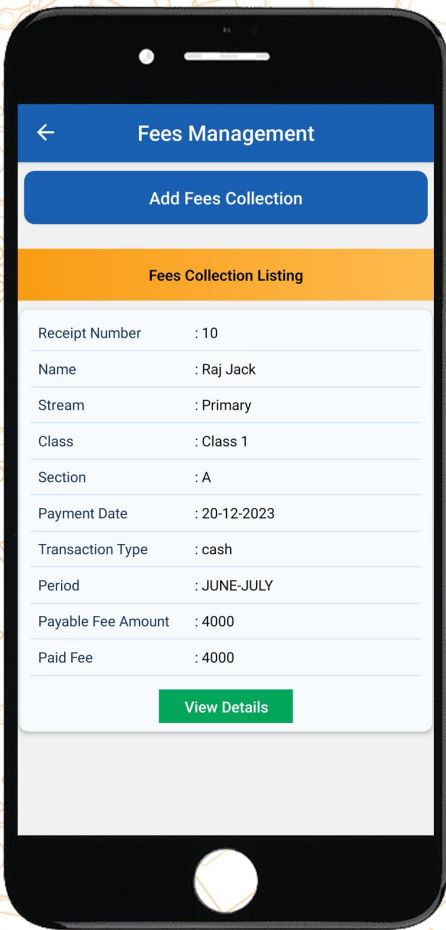 Fees Management
Add Fees Collection
Fees Collection Listing
Receipt Number : 10
Name : Raj Jack
Stream : Primary
Class : Class 1
Section : A
Payment Date : 20-12-2023
Transaction Type : cash
Period : JUNE-JULY
Payable Fee Amount : 4000
Paid Fee : 4000
View Details